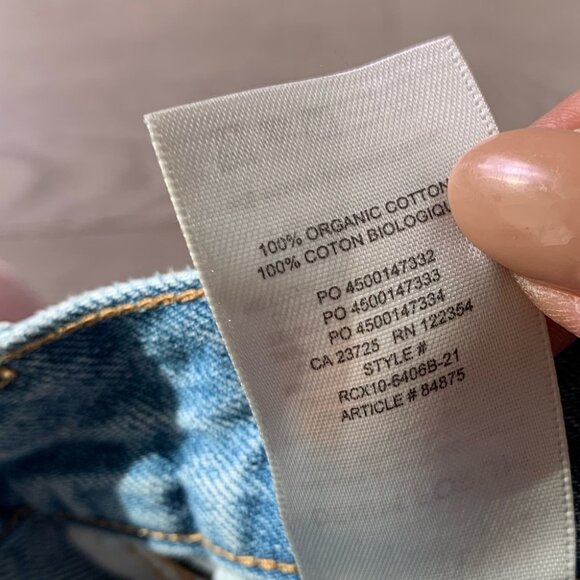 100% ORGANIC COTTON
100% COTON BIOLOGIQUE
PO 4500147332
PO 4500147333
PO 4500147334
CA 23725 RN 122354
STYLE #
RCX10-6406B-21
ARTICLE # 84875